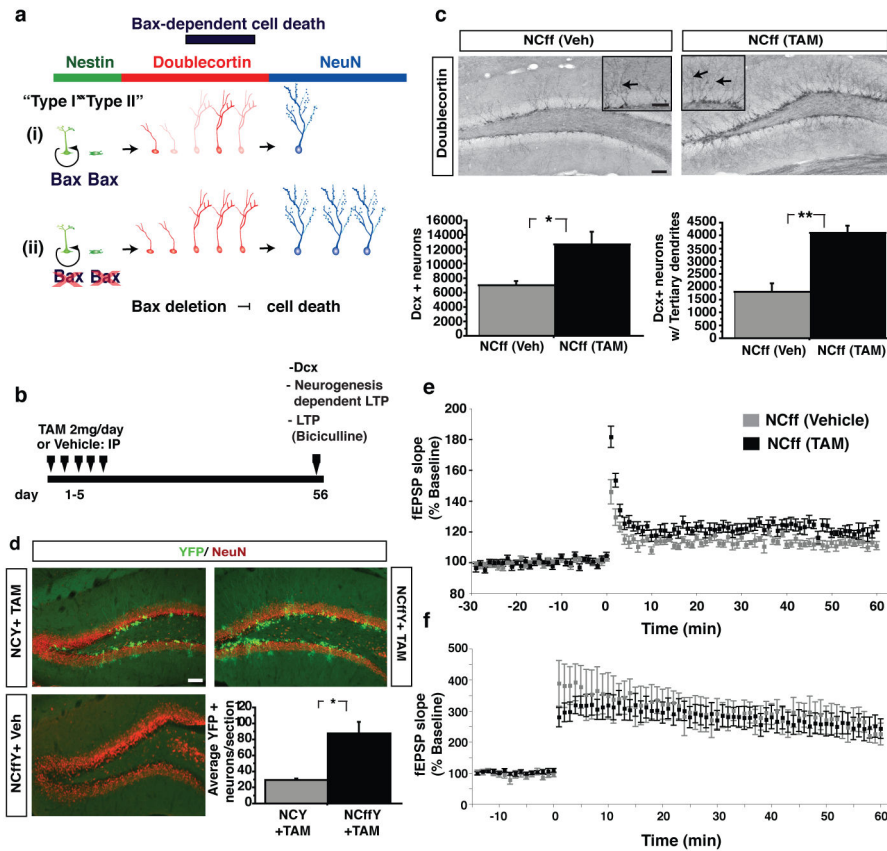 a
Bax-dependent cell death
Nestin
Doublecortin
NeuN
"Type I""Type II"
(i)
Bax Bax
(ii)
Bax Bax
Bax deletion ⊣ cell death
b
TAM 2mg/day
or Vehicle: IP
-Dcx
- Neurogenesis
dependent LTP
- LTP
(Biciculline)
day
1-5
56
c
NCff (Veh)
NCff (TAM)
Doublecortin
Dcx + neurons
16000
14000
12000
10000
8000
6000
4000
2000
0
*
NCff (Veh)
NCff (TAM)
Dcx+ neurons
w/ Tertiary dendrites
4500
4000
3500
3000
2500
2000
1500
1000
500
0
**
NCff (Veh)
NCff (TAM)
d
YFP/ NeuN
NCY+ TAM
NCffY+ TAM
NCffY+ Veh
Average YFP +
neurons/section
120
100
80
60
40
20
0
*
NCY
+TAM
NCffY
+TAM
e
fEPSP slope
(% Baseline)
200
180
160
140
120
100
80
NCff (Vehicle)
NCff (TAM)
-30 -20 -10 0 10 20 30 40 50 60
Time (min)
f
fEPSP slope
(% Baseline)
500
400
300
200
100
0
-10 0 10 20 30 40 50 60
Time (min)